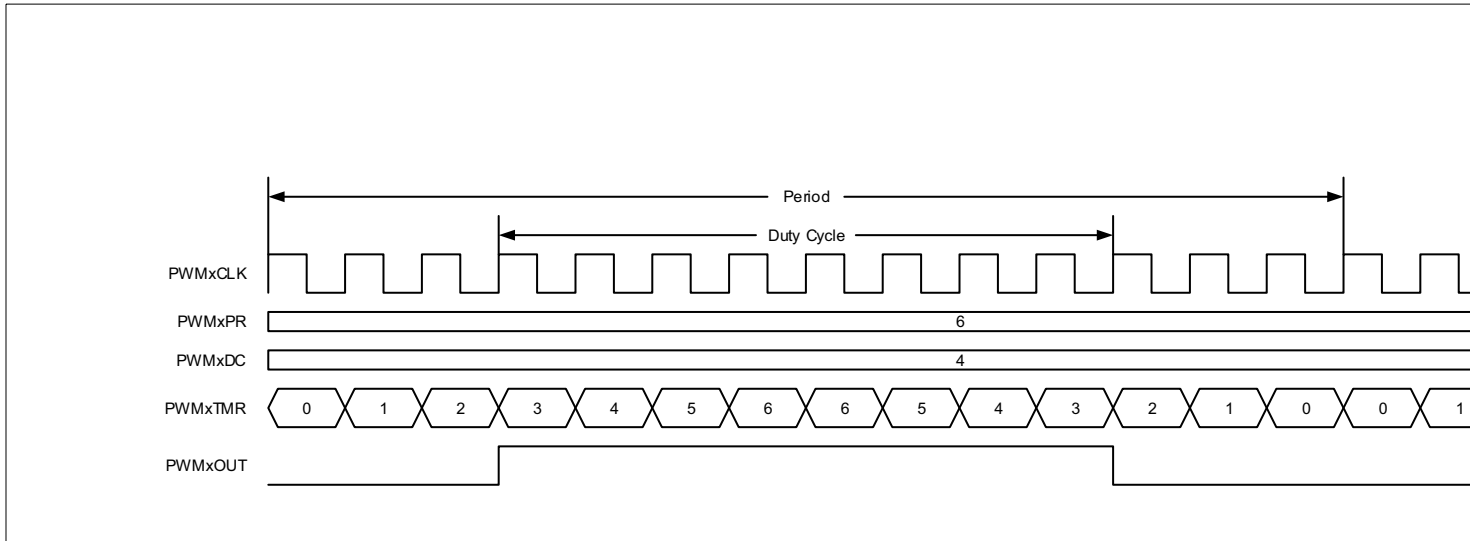 Period
Duty Cycle
PWMxCLK
PWMxPR 6
PWMxDC 4
PWMxTMR 0 1 2 3 4 5 6 6 5 4 3 2 1 0 0 1
PWMxOUT